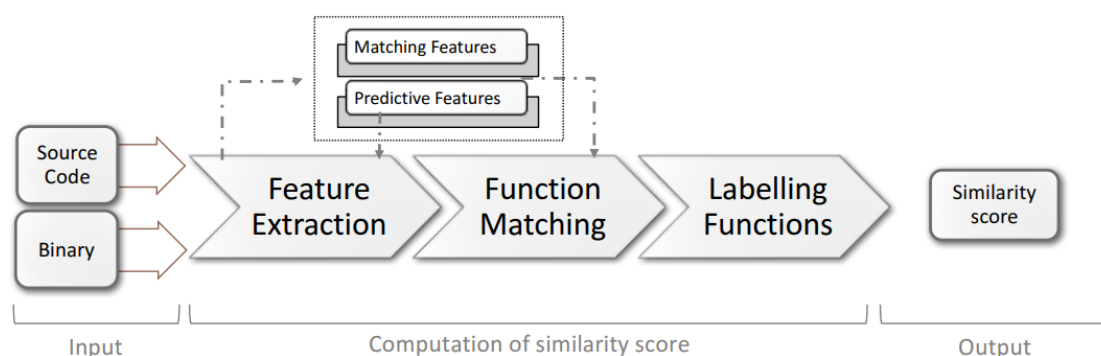 Matching Features
Predictive Features
Source
Code
Binary
Feature
Extraction
Function
Matching
Labelling
Functions
Similarity
score
Input
Computation of similarity score
Output